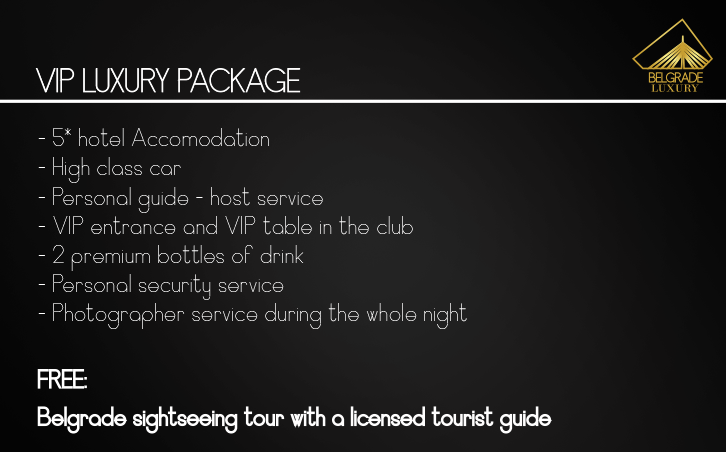 BELGRADE
LUXURY
VIP LUXURY PACKAGE
- 5* hotel Accomodation
- High class car
- Personal guide - host service
- VIP entrance and VIP table in the club
- 2 premium bottles of drink
- Personal security service
- Photographer service during the whole night
FREE:
Belgrade sightseeing tour with a licensed tourist guide